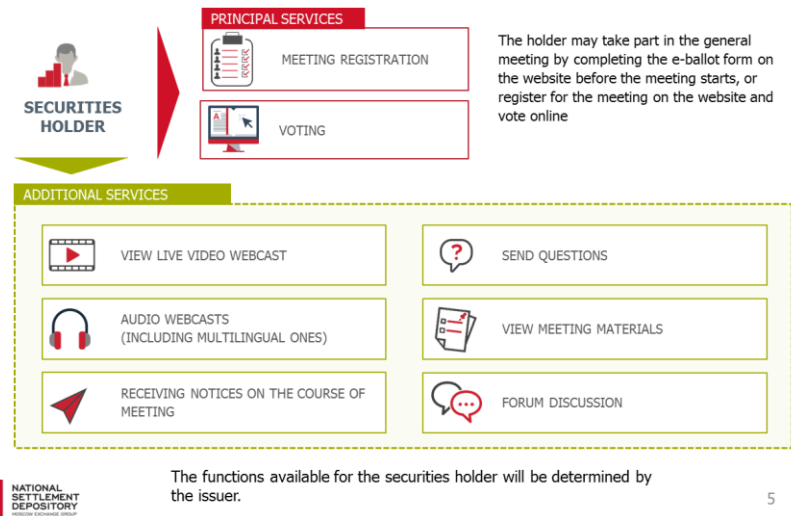 PRINCIPAL SERVICES
MEETING REGISTRATION
VOTING
The holder may take part in the general
meeting by completing the e-ballot form on
the website before the meeting starts, or
register for the meeting on the website and
vote online
SECURITIES
HOLDER
ADDITIONAL SERVICES
VIEW LIVE VIDEO WEBCAST
SEND QUESTIONS
AUDIO WEBCASTS
(INCLUDING MULTILINGUAL ONES)
VIEW MEETING MATERIALS
RECEIVING NOTICES ON THE COURSE OF
MEETING
FORUM DISCUSSION
The functions available for the securities holder will be determined by
the issuer.
NATIONAL
SETTLEMENT
DEPOSITORY
MOSCOW EXCHANGE GROUP
5